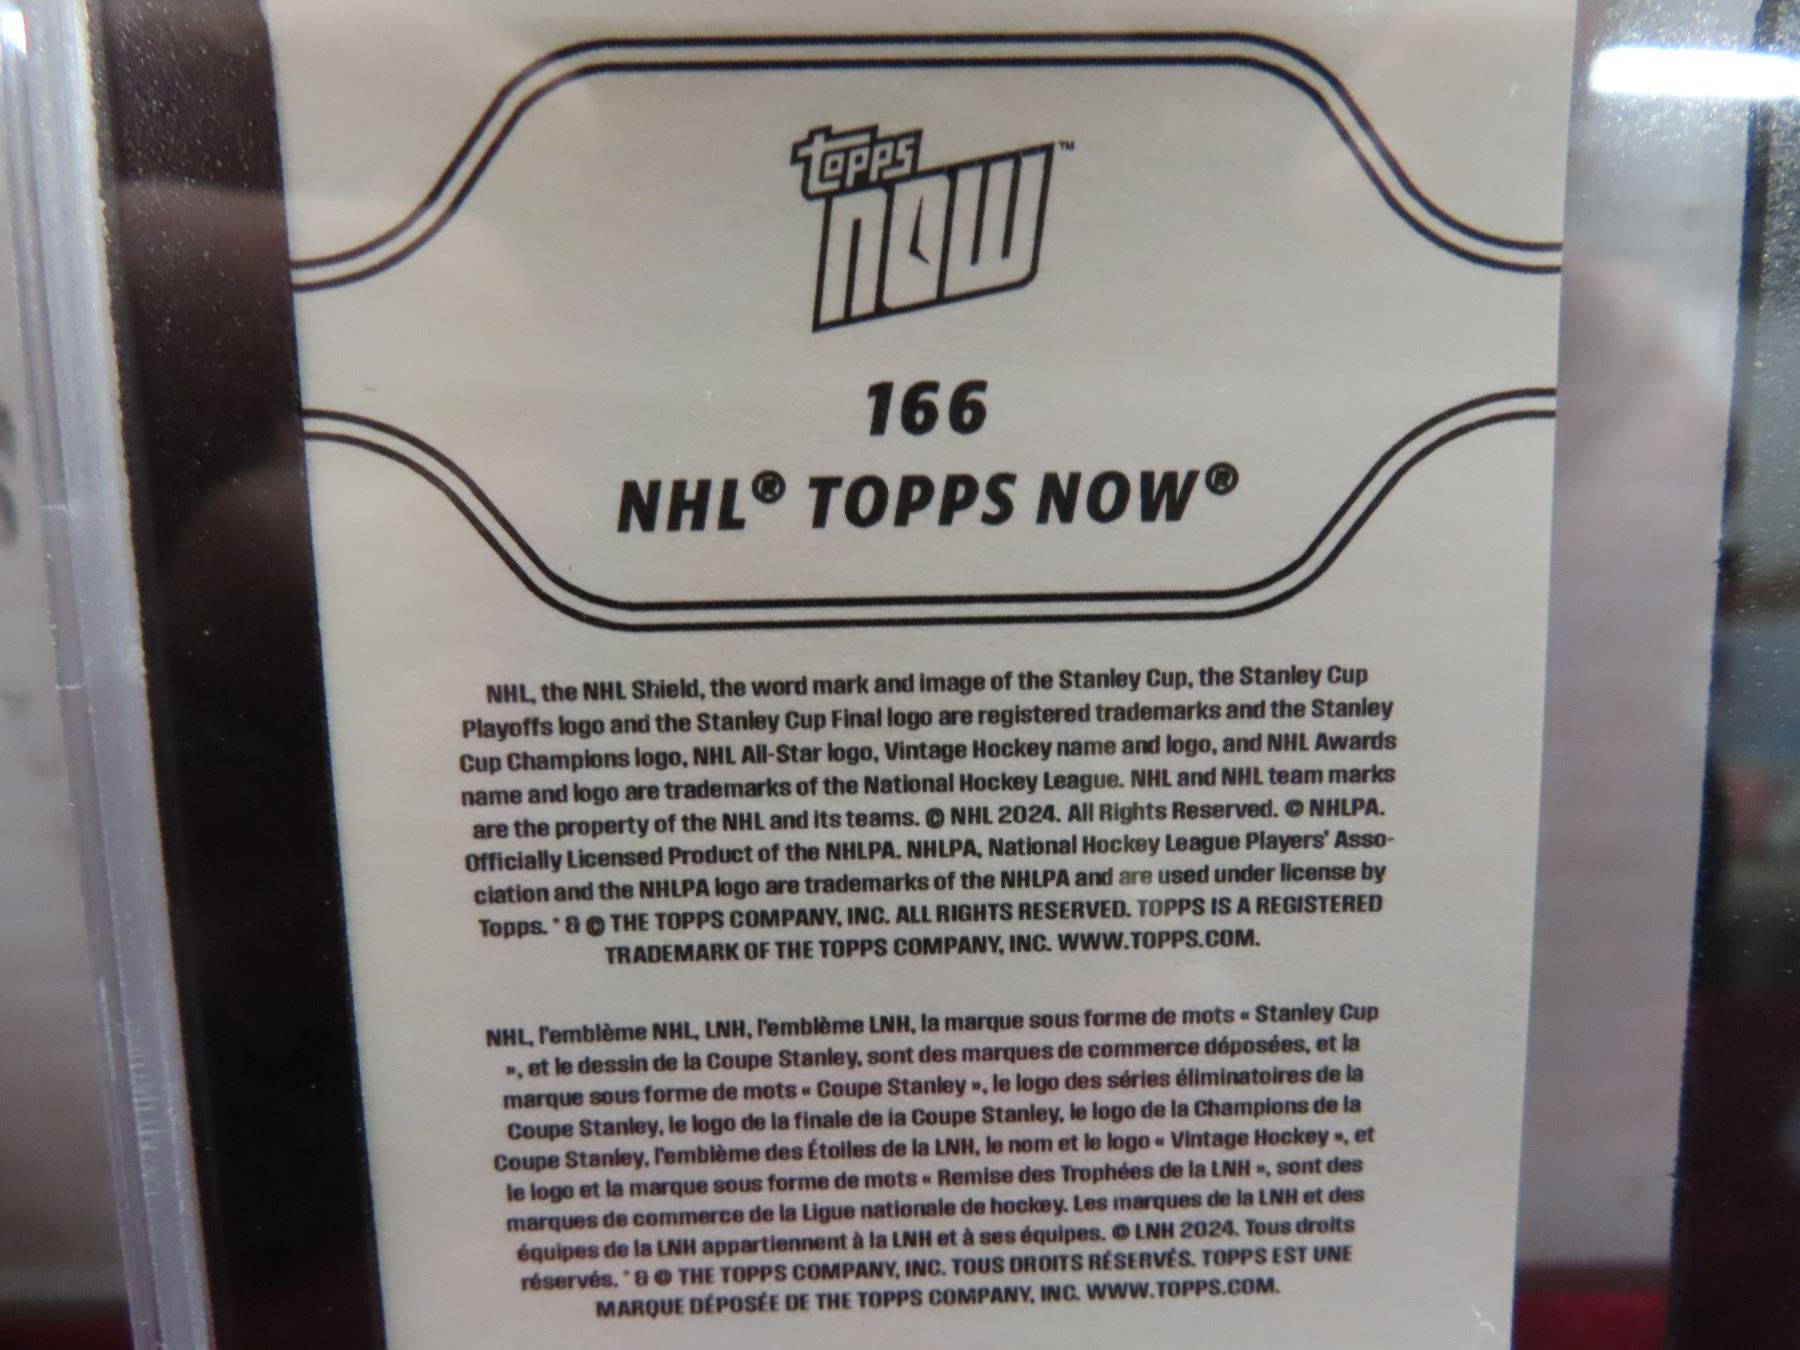 topps
now™
166
NHL® TOPPS NOW®
NHL, the NHL Shield, the word mark and image of the Stanley Cup, the Stanley Cup
Playoffs logo and the Stanley Cup Final logo are registered trademarks and the Stanley
Cup Champions logo, NHL All-Star logo, Vintage Hockey name and logo, and NHL Awards
name and logo are trademarks of the National Hockey League. NHL and NHL team marks
are the property of the NHL and its teams. © NHL 2024. All Rights Reserved. © NHLPA.
Officially Licensed Product of the NHLPA. NHLPA, National Hockey League Players' Asso-
ciation and the NHLPA logo are trademarks of the NHLPA and are used under license by
Topps. * & © THE TOPPS COMPANY, INC. ALL RIGHTS RESERVED. TOPPS IS A REGISTERED
TRADEMARK OF THE TOPPS COMPANY, INC. WWW.TOPPS.COM.
NHL, l'emblème NHL, LNH, l'emblème LNH, la marque sous forme de mots « Stanley Cup
», et le dessin de la Coupe Stanley, sont des marques de commerce déposées, et la
marque sous forme de mots « Coupe Stanley », le logo des séries éliminatoires de la
Coupe Stanley, le logo de la finale de la Coupe Stanley, le logo de la Champions de la
Coupe Stanley, l'emblème des Étoiles de la LNH, le nom et le logo « Vintage Hockey », et
le logo et la marque sous forme de mots « Remise des Trophées de la LNH », sont des
marques de commerce de la Ligue nationale de hockey. Les marques de la LNH et des
équipes de la LNH appartiennent à la LNH et à ses équipes. © LNH 2024. Tous droits
réservés. * & © THE TOPPS COMPANY, INC. TOUS DROITS RÉSERVÉS. TOPPS EST UNE
MARQUE DÉPOSÉE DE THE TOPPS COMPANY, INC. WWW.TOPPS.COM.